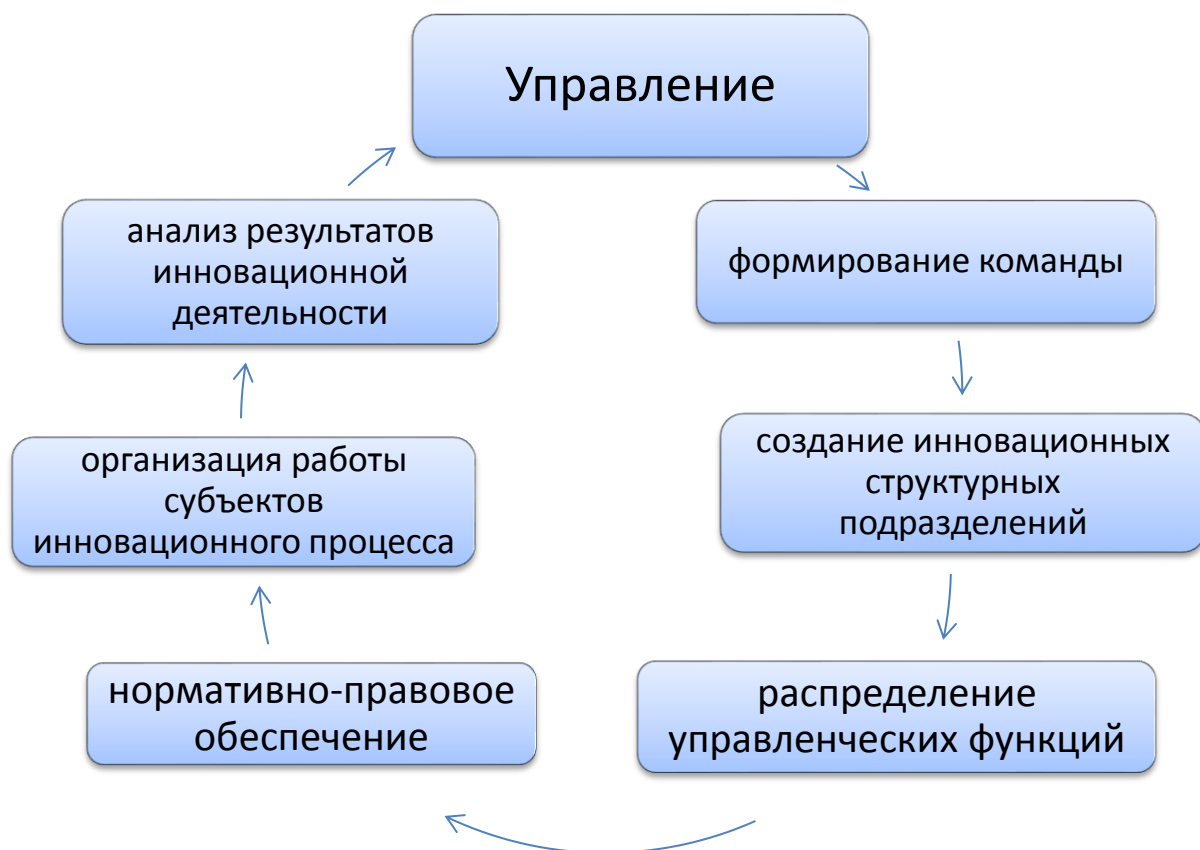 Управление
формирование команды
создание инновационных
структурных
подразделений
распределение
управленческих функций
нормативно-правовое
обеспечение
организация работы
субъектов
инновационного процесса
анализ результатов
инновационной
деятельности